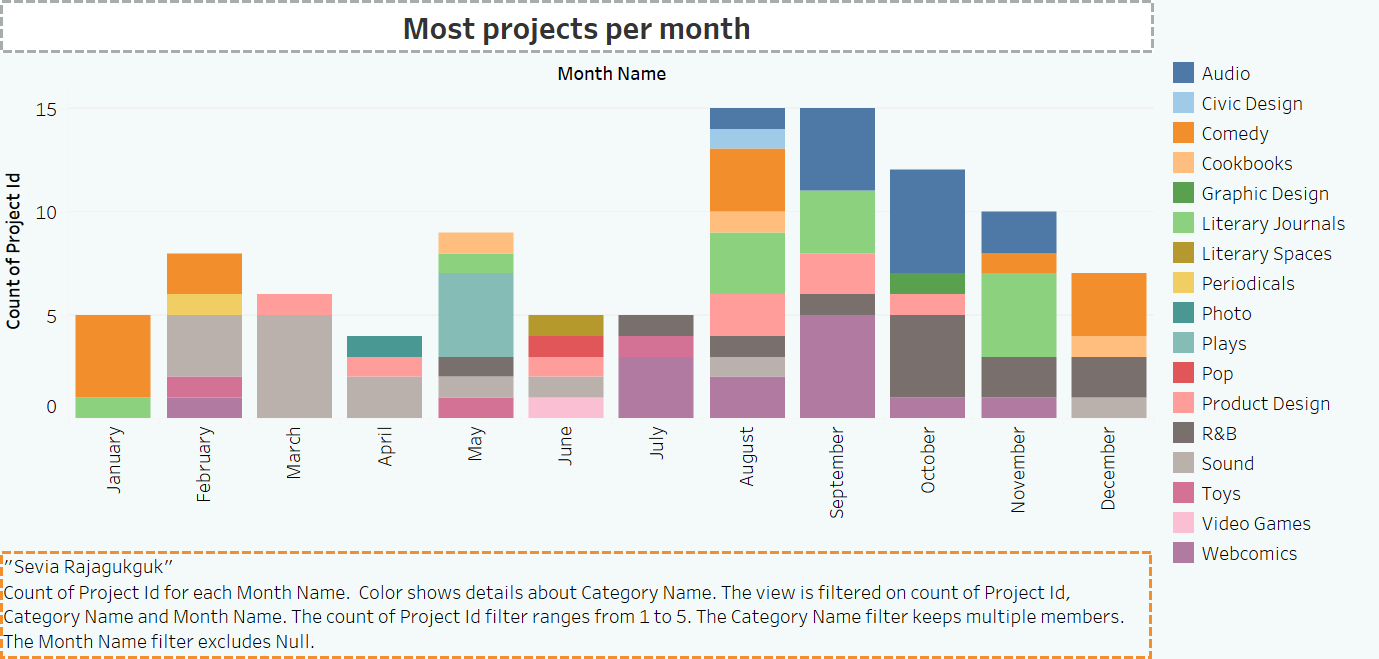 Most projects per month
Month Name
Count of Project Id
15
10
5
0
January
February
March
April
May
June
July
August
September
October
November
December
Audio
Civic Design
Comedy
Cookbooks
Graphic Design
Literary Journals
Literary Spaces
Periodicals
Photo
Plays
Pop
Product Design
R&B
Sound
Toys
Video Games
Webcomics
"Sevia Rajagukguk"
Count of Project Id for each Month Name.  Color shows details about Category Name. The view is filtered on count of Project Id,
Category Name and Month Name. The count of Project Id filter ranges from 1 to 5. The Category Name filter keeps multiple members.
The Month Name filter excludes Null.